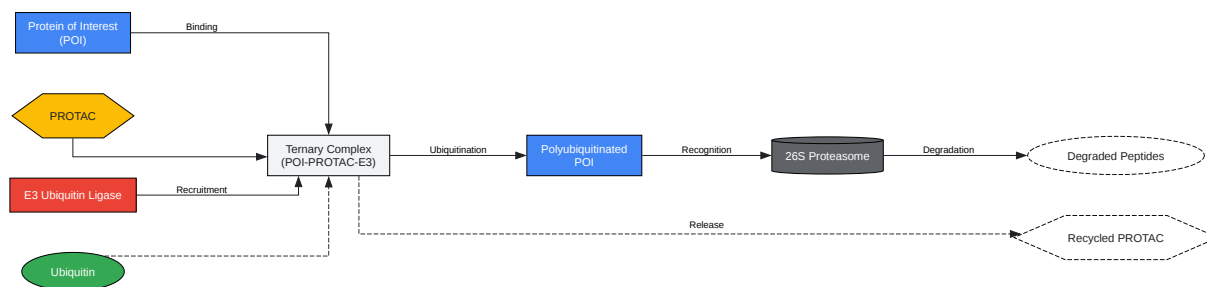 Protein of Interest
(POI)
Binding
PROTAC
Ternary Complex
(POI-PROTAC-E3)
Ubiquitination
Polyubiquitinated
POI
Recognition
26S Proteasome
Degradation
Degraded Peptides
E3 Ubiquitin Ligase
Recruitment
Release
Recycled PROTAC
Ubiquitin